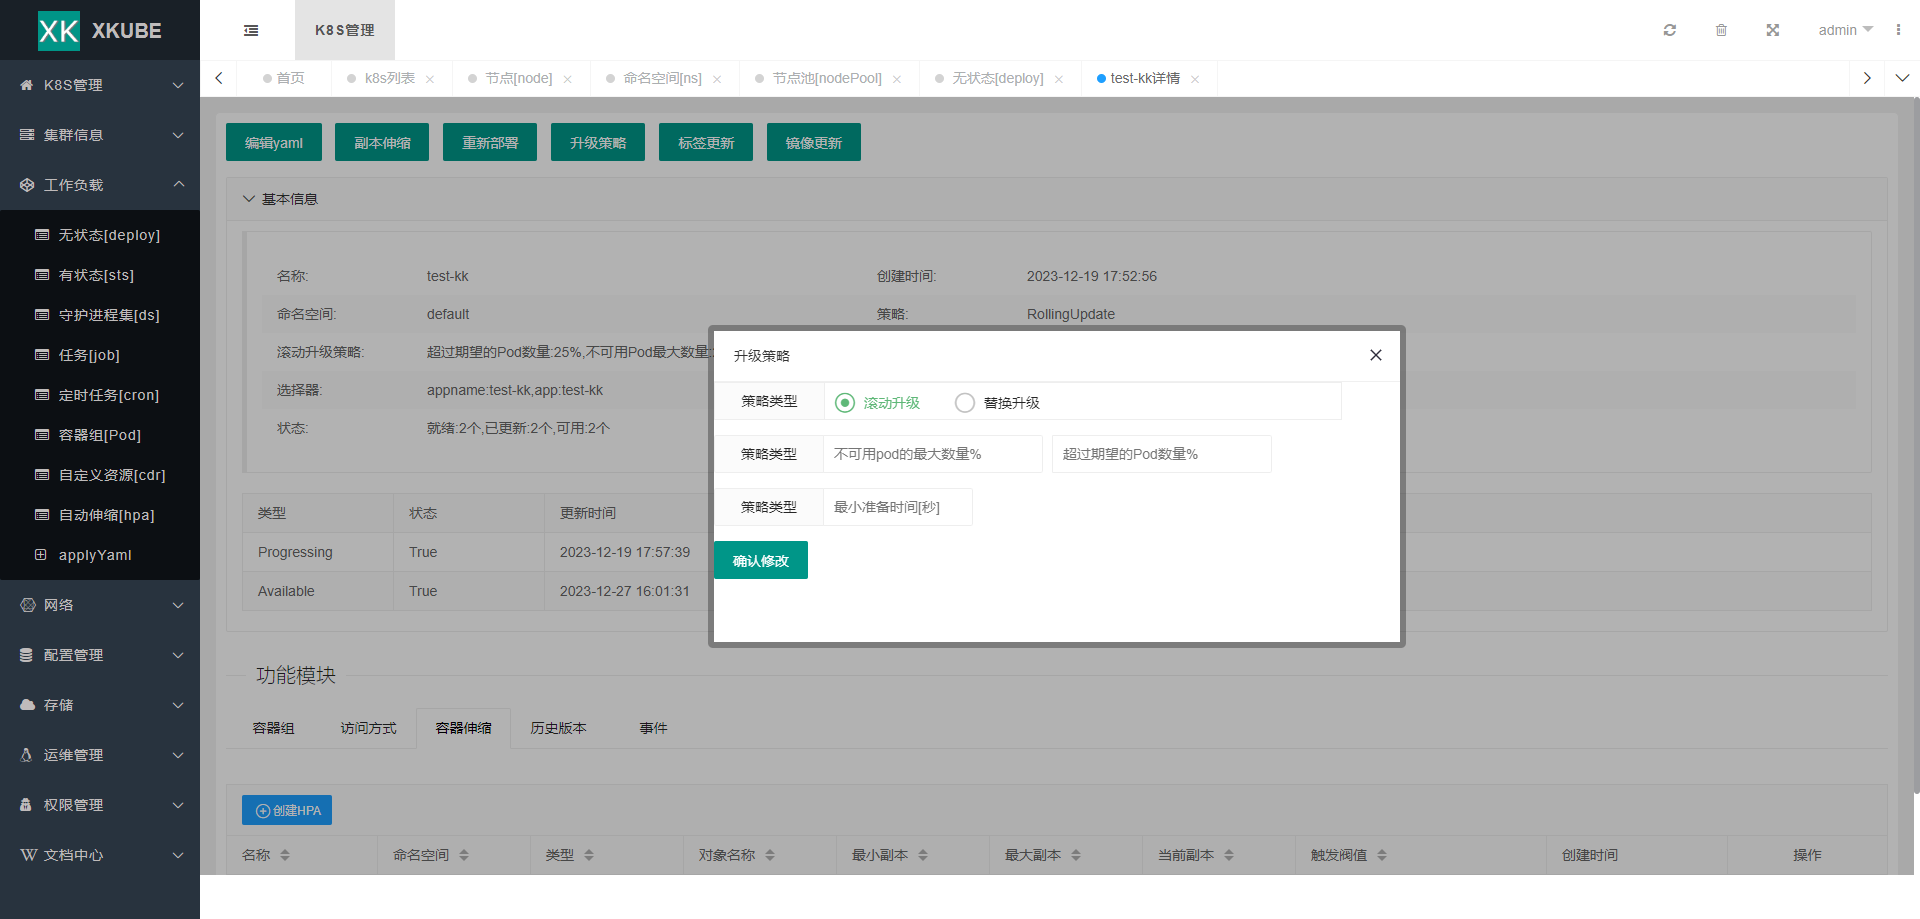 XK XKUBE
K8S管理
admin
首页
k8s列表
节点[node]
命名空间[ns]
节点池[nodePool]
无状态[deploy]
test-kk详情
K8S管理
集群信息
工作负载
无状态[deploy]
有状态[sts]
守护进程集[ds]
任务[job]
定时任务[cron]
容器组[Pod]
自定义资源[cdr]
自动伸缩[hpa]
applyYaml
网络
配置管理
存储
运维管理
权限管理
文档中心
编辑yaml
副本伸缩
重新部署
升级策略
标签更新
镜像更新
基本信息
名称: test-kk 创建时间: 2023-12-19 17:52:56
命名空间: default 策略: RollingUpdate
滚动升级策略: 超过期望的Pod数量:25%,不可用Pod最大数量:
选择器: appname:test-kk,app:test-kk
状态: 就绪:2个,已更新:2个,可用:2个
类型 状态 更新时间
Progressing True 2023-12-19 17:57:39
Available True 2023-12-27 16:01:31
升级策略
策略类型 滚动升级 替换升级
策略类型 不可用pod的最大数量% 超过期望的Pod数量%
策略类型 最小准备时间[秒]
确认修改
功能模块
容器组 访问方式 容器伸缩 历史版本 事件
创建HPA
名称 命名空间 类型 对象名称 最小副本 最大副本 当前副本 触发阀值 创建时间 操作